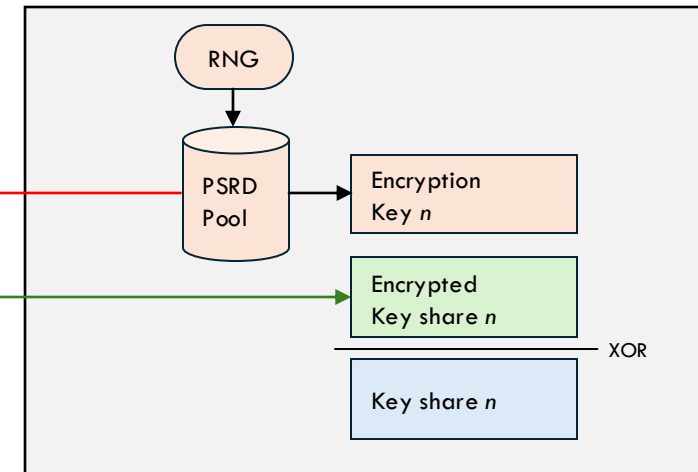 RNG
PSRD
Pool
Encryption
Key n
Encrypted
Key share n
XOR
Key share n